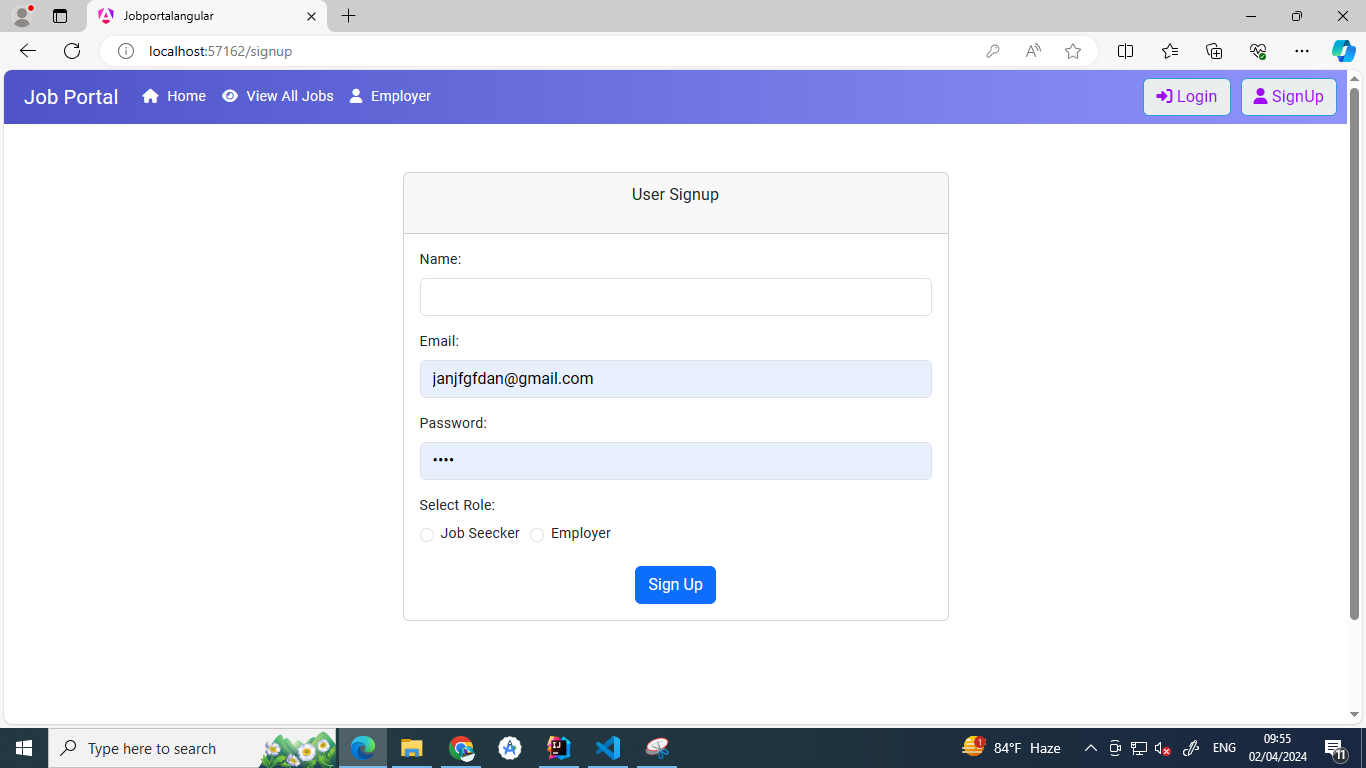 Jobportalangular
localhost:57162/signup
Job Portal Home View All Jobs Employer Login SignUp
User Signup
Name:
Email:
janjfgfdan@gmail.com
Password:
••••
Select Role:
Job Seecker Employer
Sign Up
Type here to search
84°F Haze
ENG
09:55
02/04/2024
11
1